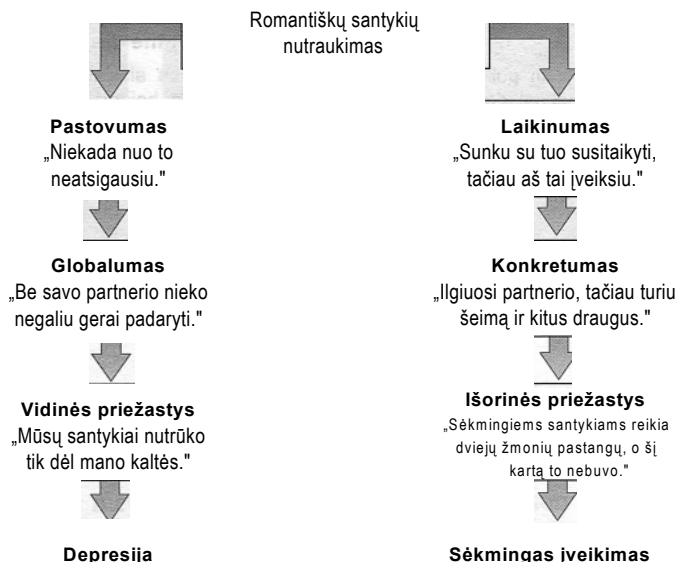 Romantiškų santykių
nutraukimas
Pastovumas
„Niekada nuo to
neatsigausiu."
Globalumas
„Be savo partnerio nieko
negaliu gerai padaryti."
Vidinės priežastys
„Mūsų santykiai nutrūko
tik dėl mano kaltės."
Depresija
Laikinumas
„Sunku su tuo susitaikyti,
tačiau aš tai įveiksiu."
Konkretumas
„Ilgiuosi partnerio, tačiau turiu
šeimą ir kitus draugus."
Išorinės priežastys
„Sėkmingiems santykiams reikia
dviejų žmonių pastangų, o šį
kartą to nebuvo."
Sėkmingas įveikimas